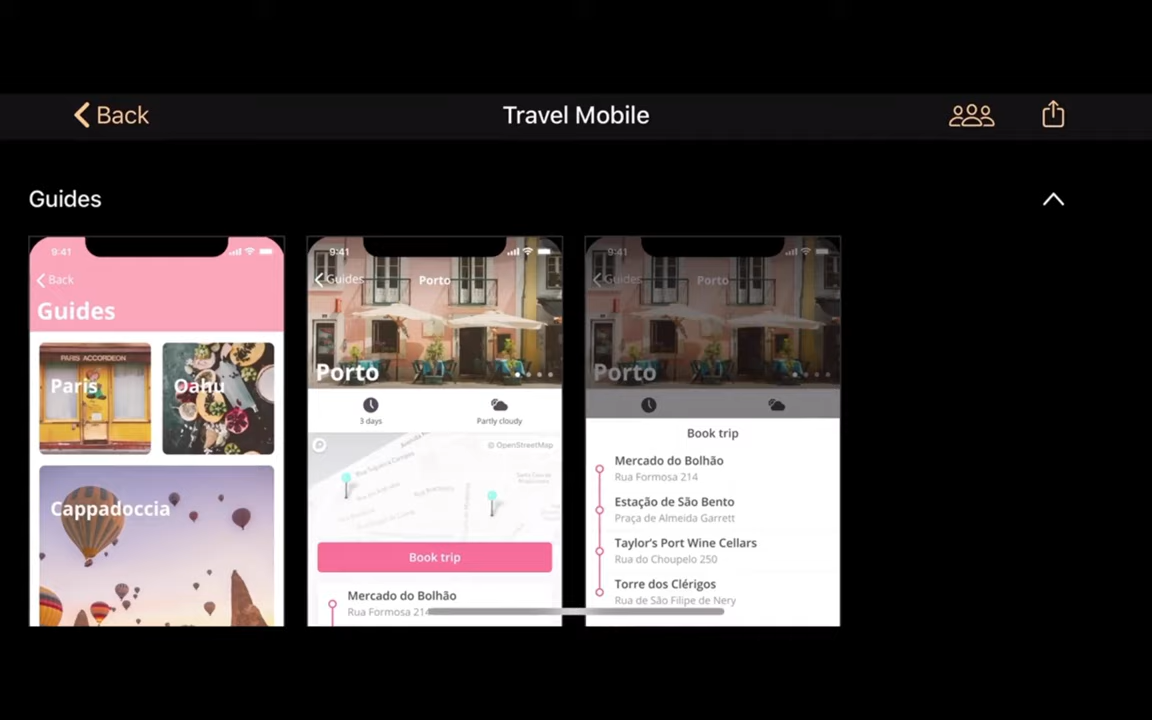 Back
Travel Mobile
Guides
9:41
Back
Guides
PARIS ACCORDEON
Paris
Oahu
Cappadoccia
9:41
Guides
Porto
Porto
3 days
Partly cloudy
© OpenStreetMap
Book trip
Mercado do Bolhão
Rua Formosa 214
9:41
Guides
Porto
Porto
Book trip
Mercado do Bolhão
Rua Formosa 214
Estação de São Bento
Praça de Almeida Garrett
Taylor's Port Wine Cellars
Rua do Choupelo 250
Torre dos Clérigos
Rua de São Filipe de Nery